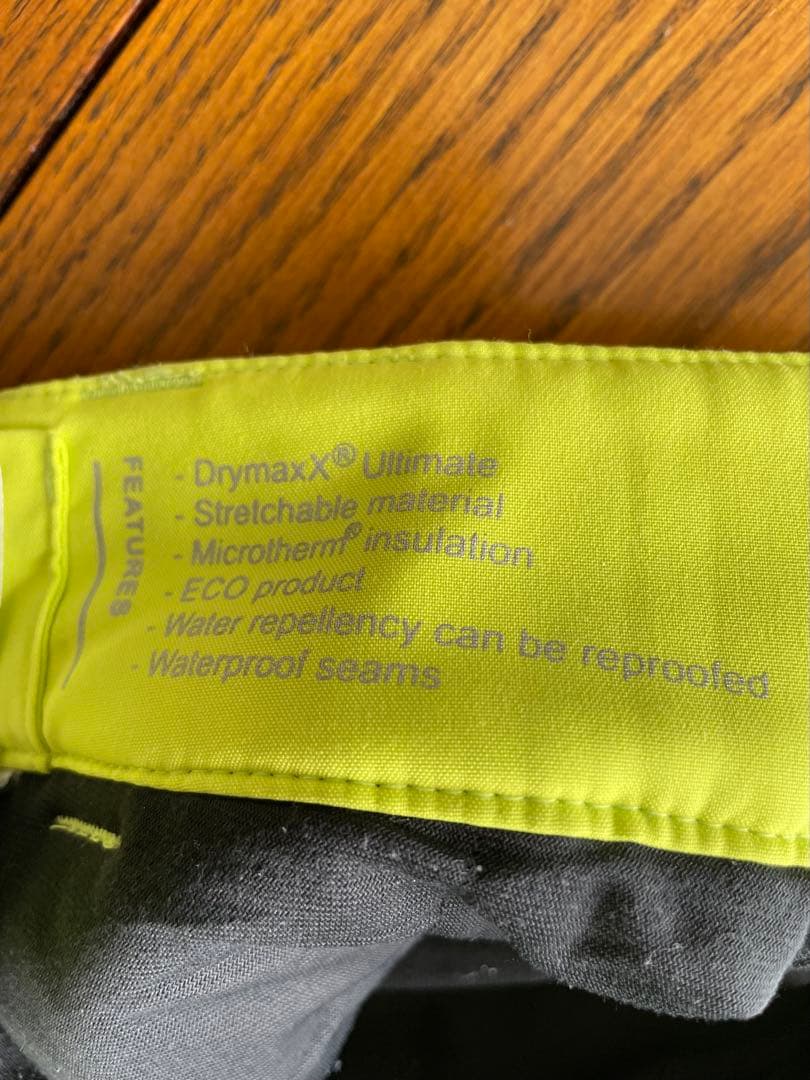 FEATURES
- DrymaxX® Ultimate
- Stretchable material
- Microtherm® insulation
- ECO product
- Water repellency can be reproofed
- Waterproof seams